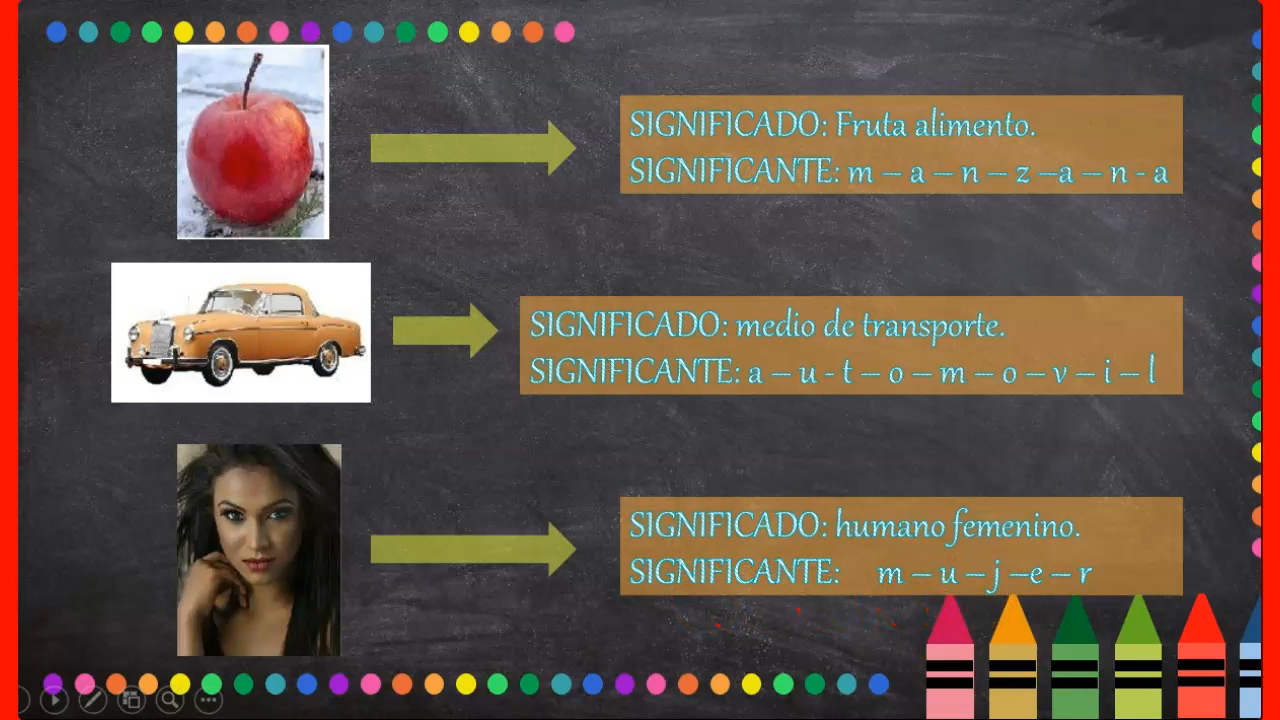 SIGNIFICADO: Fruta alimento.
SIGNIFICANTE: m – a – n – z –a – n - a
SIGNIFICADO: medio de transporte.
SIGNIFICANTE: a – u - t – o – m – o – v – i – l
SIGNIFICADO: humano femenino.
SIGNIFICANTE: m – u – j –e – r